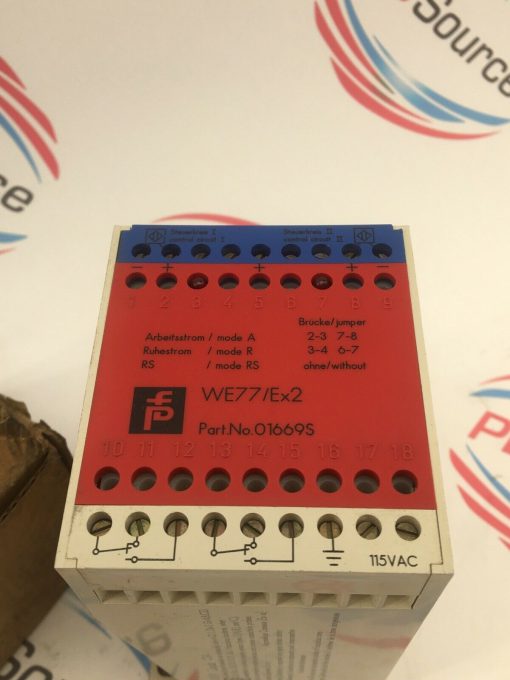 Source
Source
Steuerkreis I
control circuit I
Steuerkreis II
control circuit II
- + + + -
1 2 3 4 5 6 7 8 9
Brücke/jumper
Arbeitsstrom / mode A 2-3 7-8
Ruhestrom / mode R 3-4 6-7
RS / mode RS ohne/without
WE77/Ex2
Part.No.01669S
10 11 12 13 14 15 16 17 18
115VAC